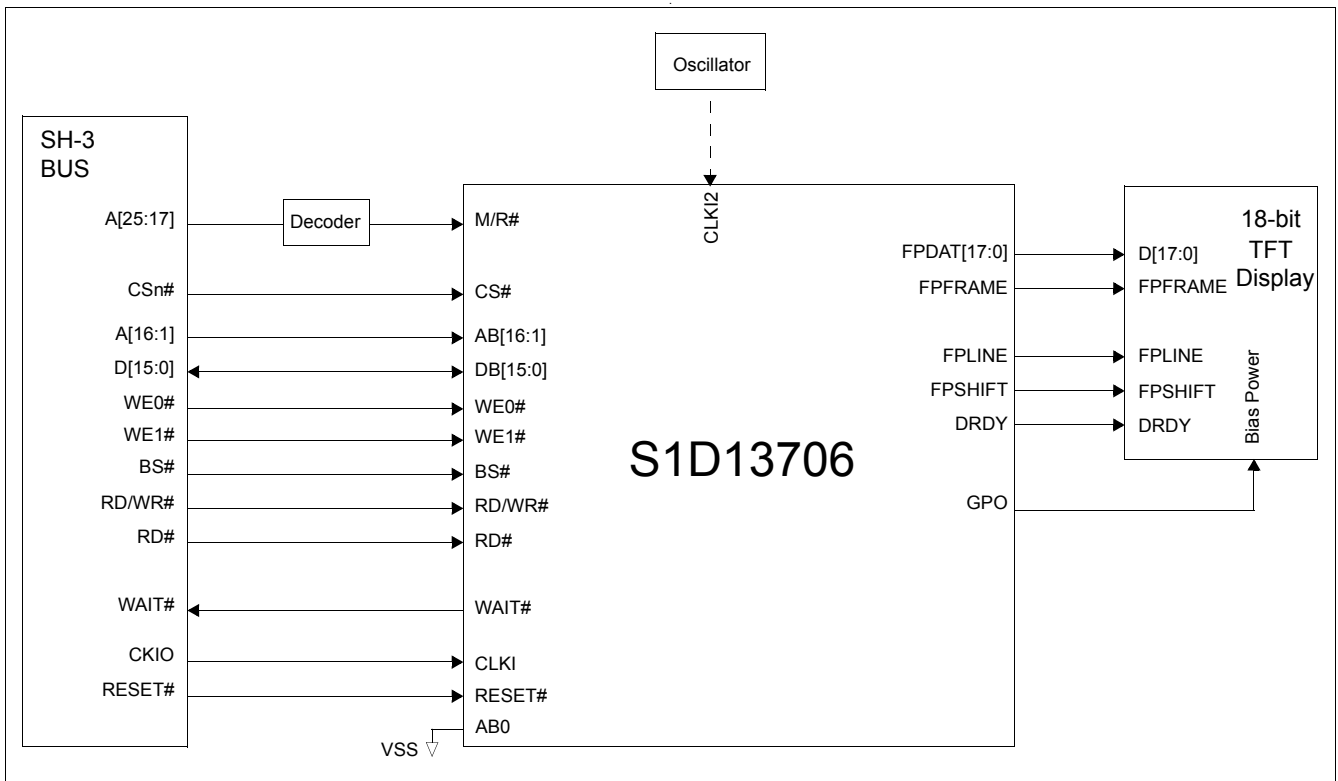 Oscillator
SH-3
BUS
A[25:17]
Decoder
M/R#
CLKI2
CSn#
CS#
A[16:1]
AB[16:1]
D[15:0]
DB[15:0]
WE0#
WE0#
WE1#
WE1#
BS#
BS#
RD/WR#
RD/WR#
RD#
RD#
WAIT#
WAIT#
CKIO
CLKI
RESET#
RESET#
AB0
VSS
S1D13706
FPDAT[17:0]
FPFRAME
FPLINE
FPSHIFT
DRDY
GPO
18-bit
TFT
Display
D[17:0]
FPFRAME
FPLINE
FPSHIFT
DRDY
Bias Power